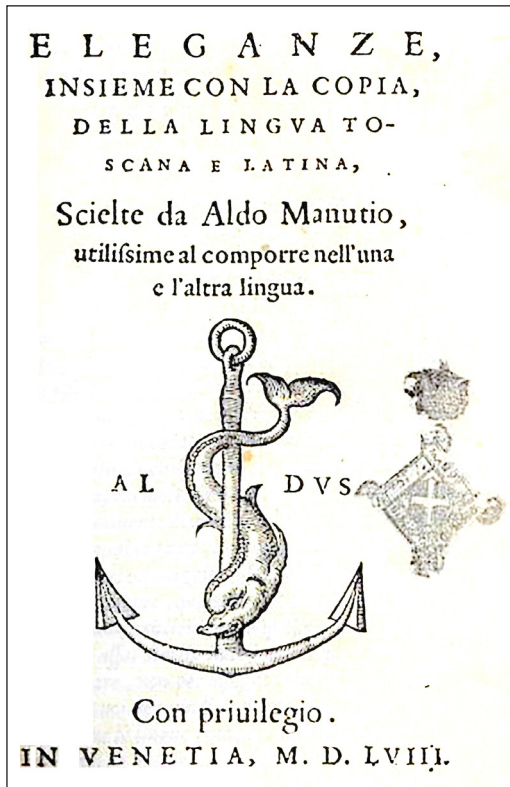 ELEGANZE,
INSIEME CON LA COPIA,
DELLA LINGVA TO-
SCANA E LATINA,
Scielte da Aldo Manutio,
utiliſsime al comporre nell'una
e l'altra lingua.
AL DVS
Con priuilegio.
IN VENETIA, M. D. LVIII.